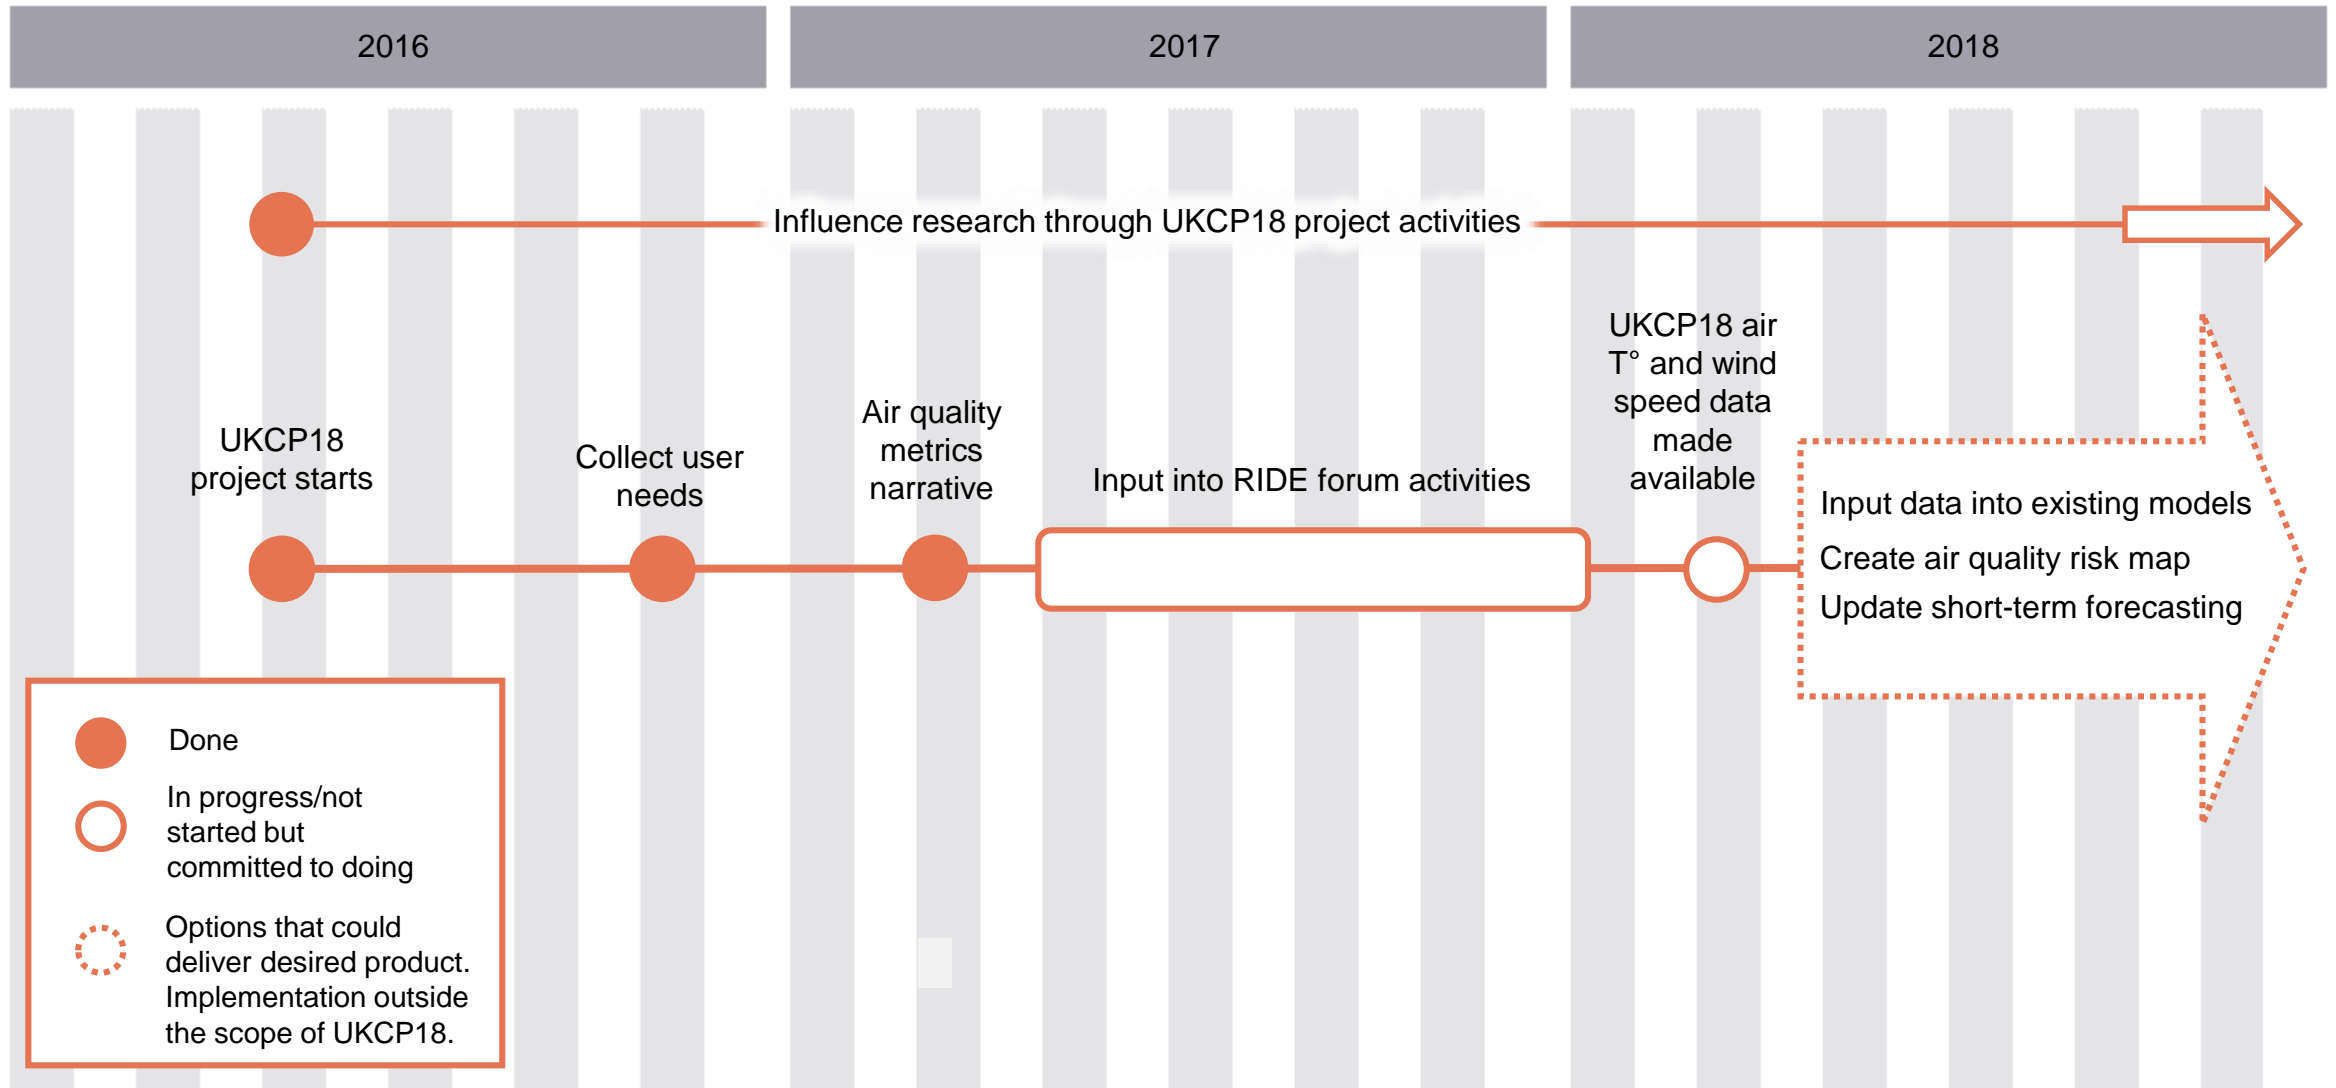 2016
2017
2018
Influence research through UKCP18 project activities
UKCP18
project starts
Collect user
needs
Air quality
metrics
narrative
Input into RIDE forum activities
UKCP18 air
T° and wind
speed data
made
available
Input data into existing models
Create air quality risk map
Update short-term forecasting
Done
In progress/not
started but
committed to doing
Options that could
deliver desired product.
Implementation outside
the scope of UKCP18.